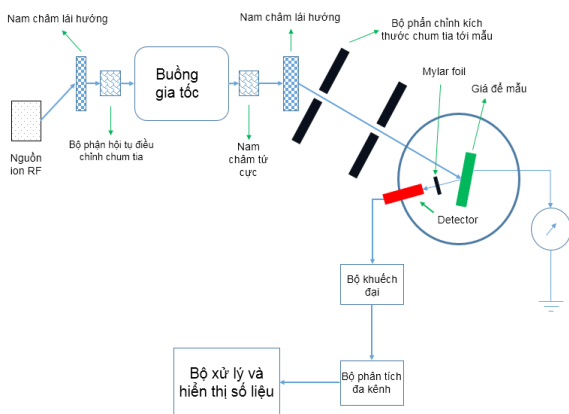 Nam châm lái hướng
Nam châm lái hướng
Bộ phẩn chỉnh kích
thước chum tia tới mẫu
Mylar foil
Giá để mẫu
Buồng
gia tốc
Nguồn
ion RF
Bộ phận hội tụ điều
chỉnh chum tia
Nam
châm tứ
cực
Detector
Bộ khuếch
đại
Bộ phân tích
đa kênh
Bộ xử lý và
hiển thị số liệu